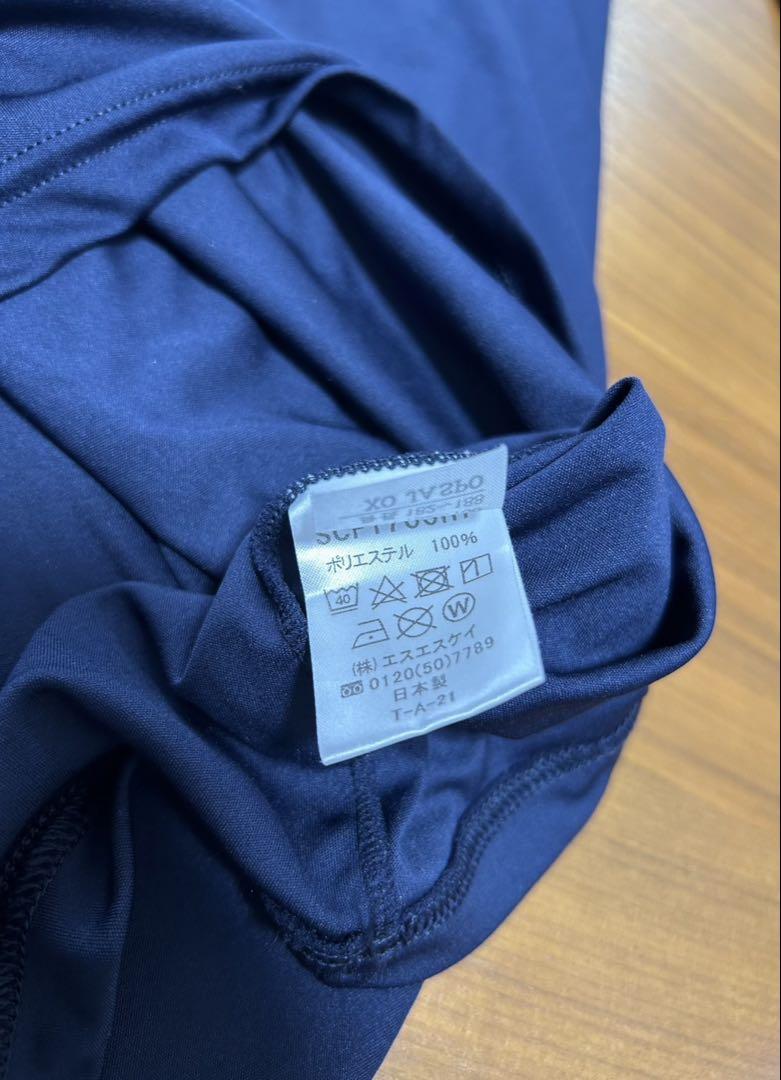 ポリエステル 100%
40
W
(株)エスエスケイ
0120(50)7789
日本製
T-A-21